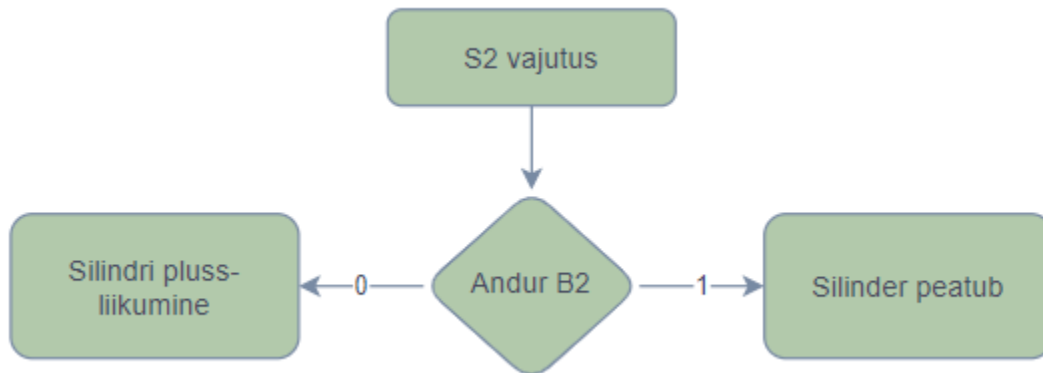 S2 vajutus
Silindri pluss-
liikumine
0
Andur B2
1
Silinder peatub